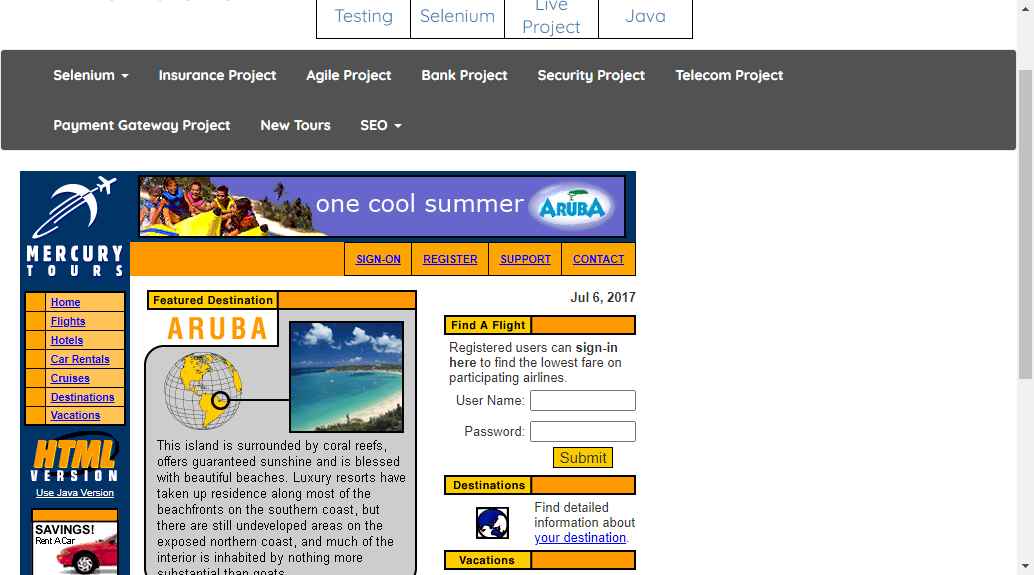 Testing
Selenium
Live
Project
Java
Selenium
Insurance Project
Agile Project
Bank Project
Security Project
Telecom Project
Payment Gateway Project
New Tours
SEO
one cool summer
ARUBA
MERCURY
TOURS
SIGN-ON
REGISTER
SUPPORT
CONTACT
Home
Flights
Hotels
Car Rentals
Cruises
Destinations
Vacations
HTML
VERSION
Use Java Version
SAVINGS!
Rent A Car
Featured Destination
ARUBA
This island is surrounded by coral reefs,
offers guaranteed sunshine and is blessed
with beautiful beaches. Luxury resorts have
taken up residence along most of the
beachfronts on the southern coast, but
there are still undeveloped areas on the
exposed northern coast, and much of the
interior is inhabited by nothing more
substantial than goats.
Jul 6, 2017
Find A Flight
Registered users can sign-in
here to find the lowest fare on
participating airlines.
User Name:
Password:
Submit
Destinations
Find detailed
information about
your destination.
Vacations